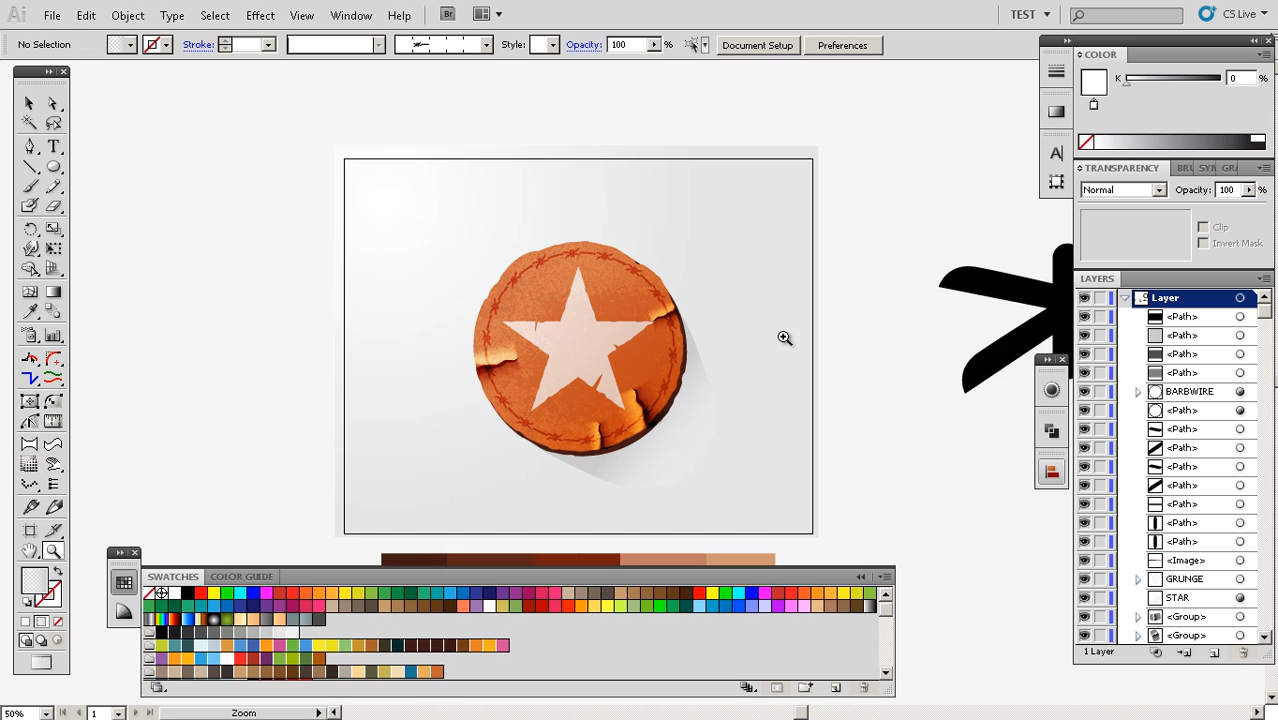 Ai File Edit Object Type Select Effect View Window Help Br TEST CS Live
No Selection Stroke: Style: Opacity: 100 % Document Setup Preferences
COLOR
K 0 %
A
TRANSPARENCY BRU SYN GRA
Normal Opacity: 100 %
Clip
Invert Mask
LAYERS
Layer
<Path>
<Path>
<Path>
<Path>
BARBWIRE
<Path>
<Path>
<Path>
<Path>
<Path>
<Path>
<Path>
<Path>
<Image>
GRUNGE
STAR
<Group>
<Group>
1 Layer
T
SWATCHES COLOR GUIDE
50% 1 Zoom